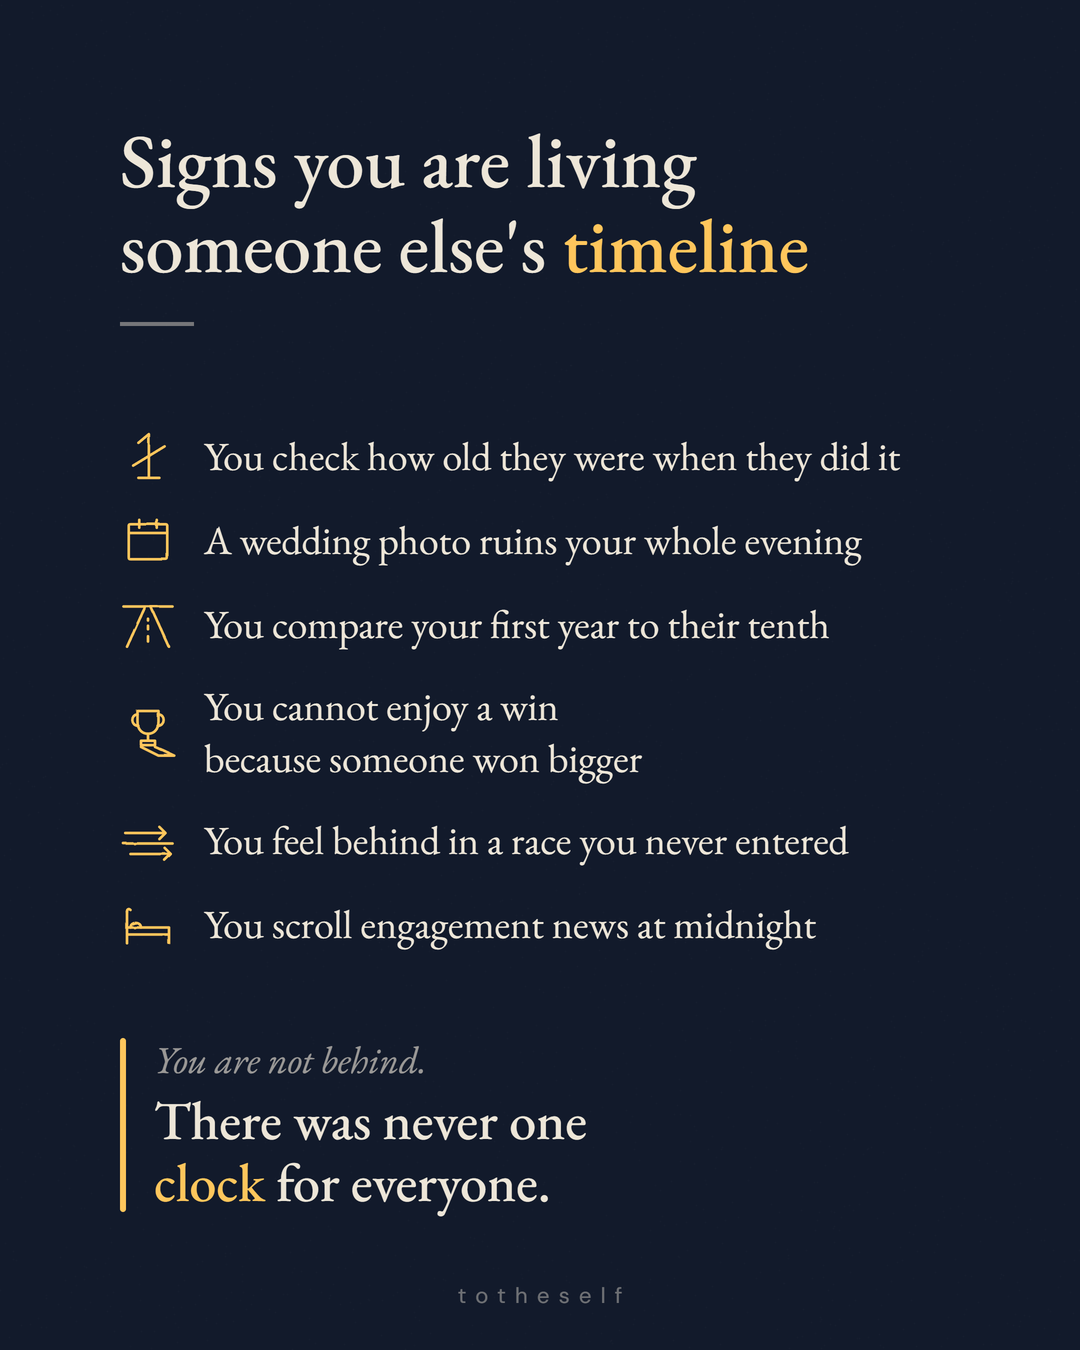 Signs you are living
someone else's timeline
You check how old they were when they did it
A wedding photo ruins your whole evening
You compare your first year to their tenth
You cannot enjoy a win
because someone won bigger
You feel behind in a race you never entered
You scroll engagement news at midnight
You are not behind.
There was never one
clock for everyone.
totheself